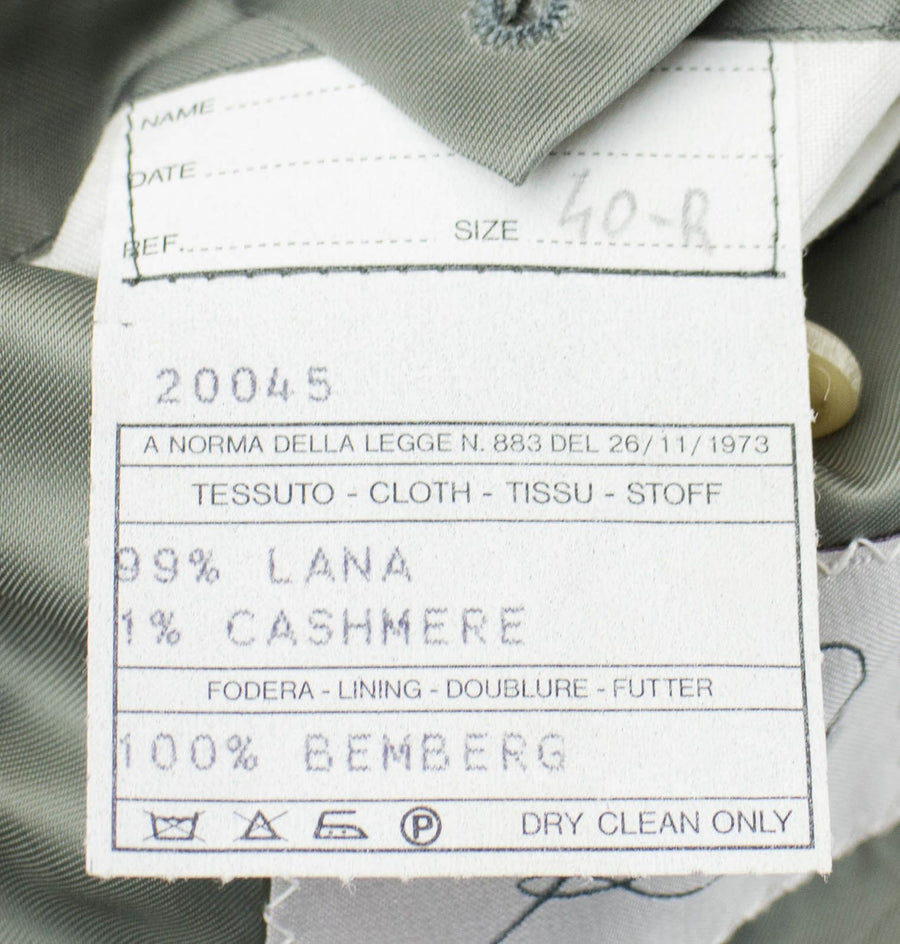 NAME
DATE
REF. SIZE 40-R
20045
A NORMA DELLA LEGGE N. 883 DEL 26/11/1973
TESSUTO - CLOTH - TISSU - STOFF
99% LANA
1% CASHMERE
FODERA - LINING - DOUBLURE - FUTTER
100% BEMBERG
P DRY CLEAN ONLY